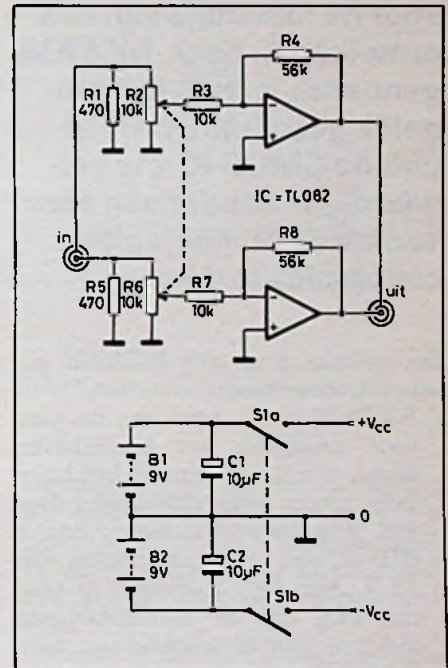 R4
56k
R1
470
R2
10k
R3
10k
IC = TL082
in
R8
56k
R5
470
R6
10k
R7
10k
uit
S1a
+Vcc
B1
9V
C1
10µF
0
B2
9V
C2
10µF
S1b
-Vcc